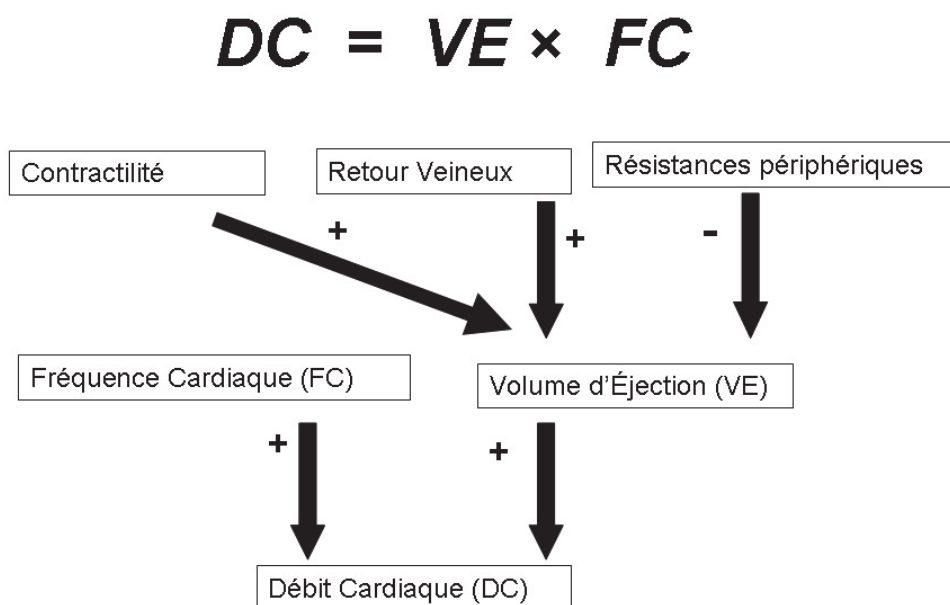 DC = VE × FC
Contractilité
Retour Veineux
Résistances périphériques
+
+
-
Fréquence Cardiaque (FC)
Volume d’Éjection (VE)
+
+
Débit Cardiaque (DC)